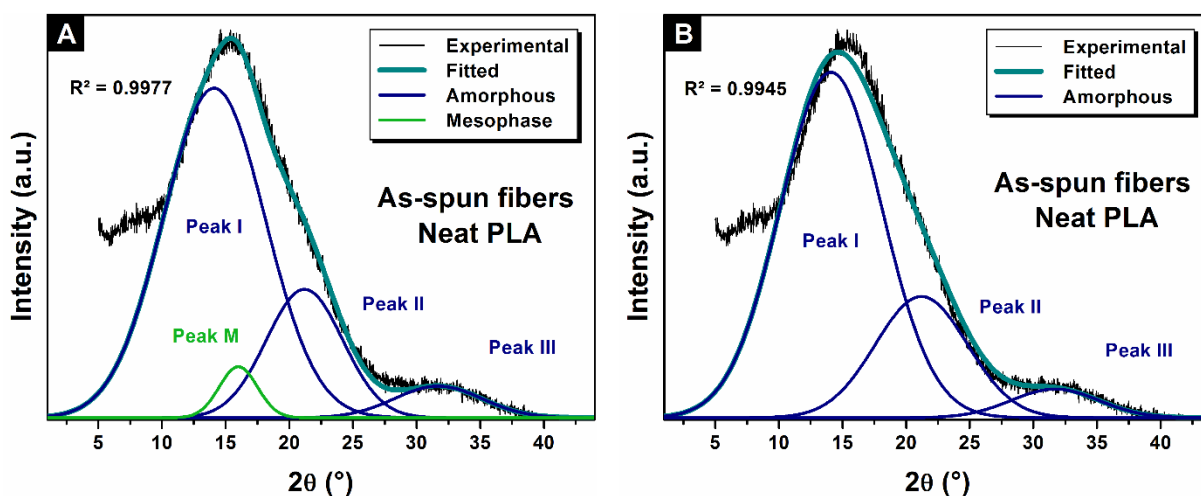 A
R² = 0.9977
Experimental
Fitted
Amorphous
Mesophase
As-spun fibers
Neat PLA
Peak I
Peak II
Peak M
Peak III
Intensity (a.u.)
5 10 15 20 25 30 35 40
2θ (°)
B
R² = 0.9945
Experimental
Fitted
Amorphous
As-spun fibers
Neat PLA
Peak I
Peak II
Peak III
Intensity (a.u.)
5 10 15 20 25 30 35 40
2θ (°)